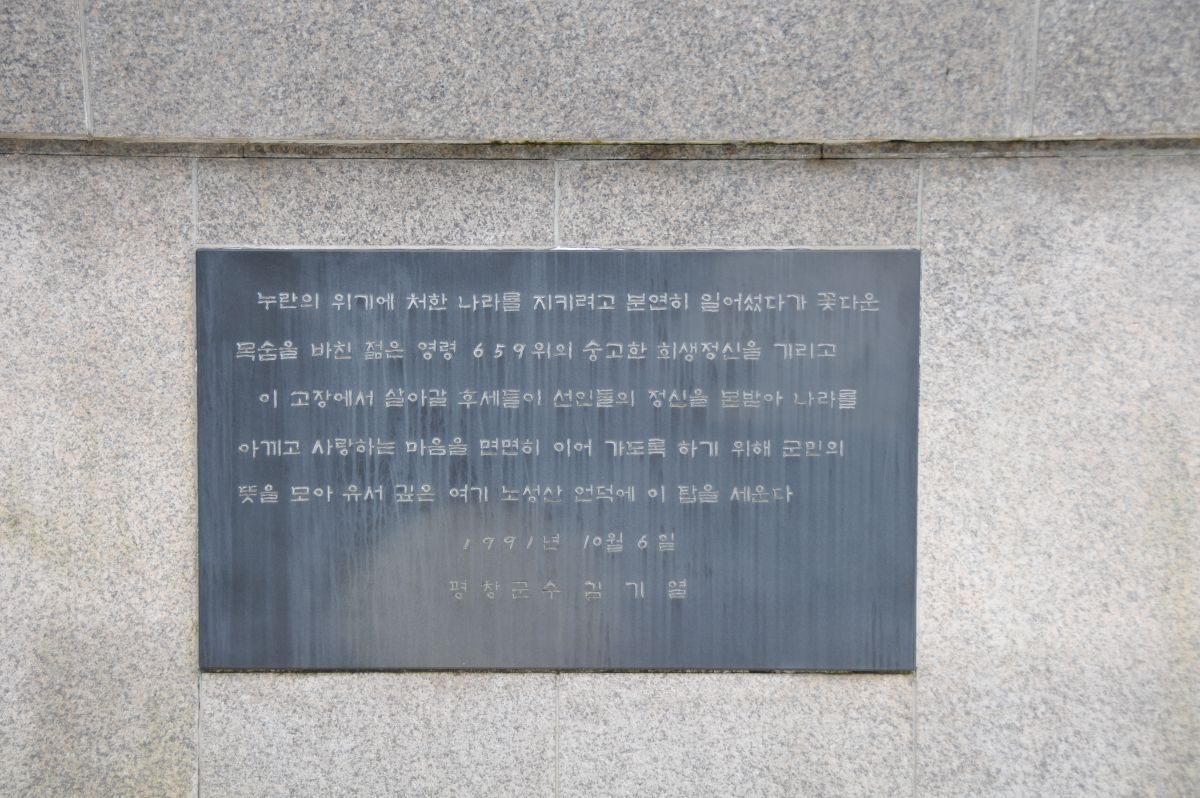 누란의 위기에 처한 나라를 지키려고 분연히 일어섰다가 꽃다운
목숨을 바친 젊은 영령 659위의 숭고한 희생정신을 기리고
이 고장에서 살아갈 후세들이 선인들의 정신을 본받아 나라를
아끼고 사랑하는 마음을 면면히 이어 가도록 하기 위해 군민의
뜻을 모아 유서 깊은 여기 노성산 언덕에 이 탑을 세운다
1991년 10월 6일
평창군수 김 기 열